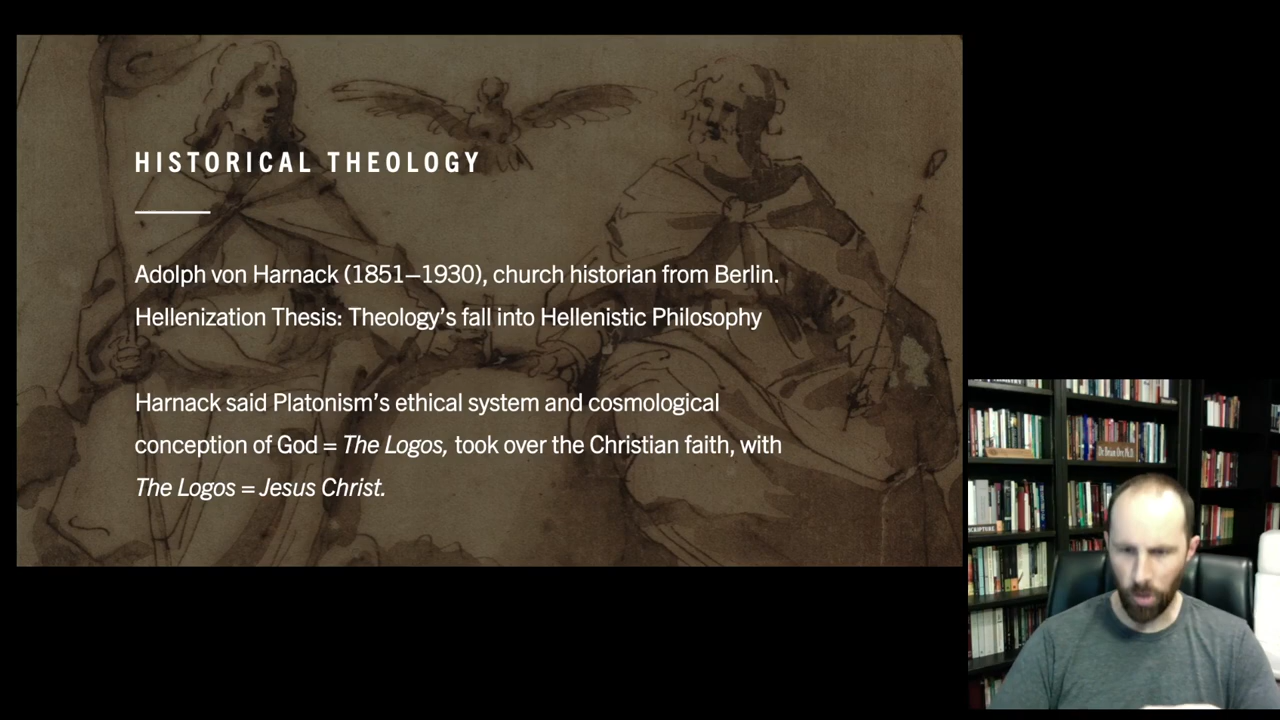 HISTORICAL THEOLOGY
Adolph von Harnack (1851–1930), church historian from Berlin.
Hellenization Thesis: Theology’s fall into Hellenistic Philosophy
Harnack said Platonism’s ethical system and cosmological
conception of God = The Logos, took over the Christian faith, with
The Logos = Jesus Christ.
SCRIPTURE